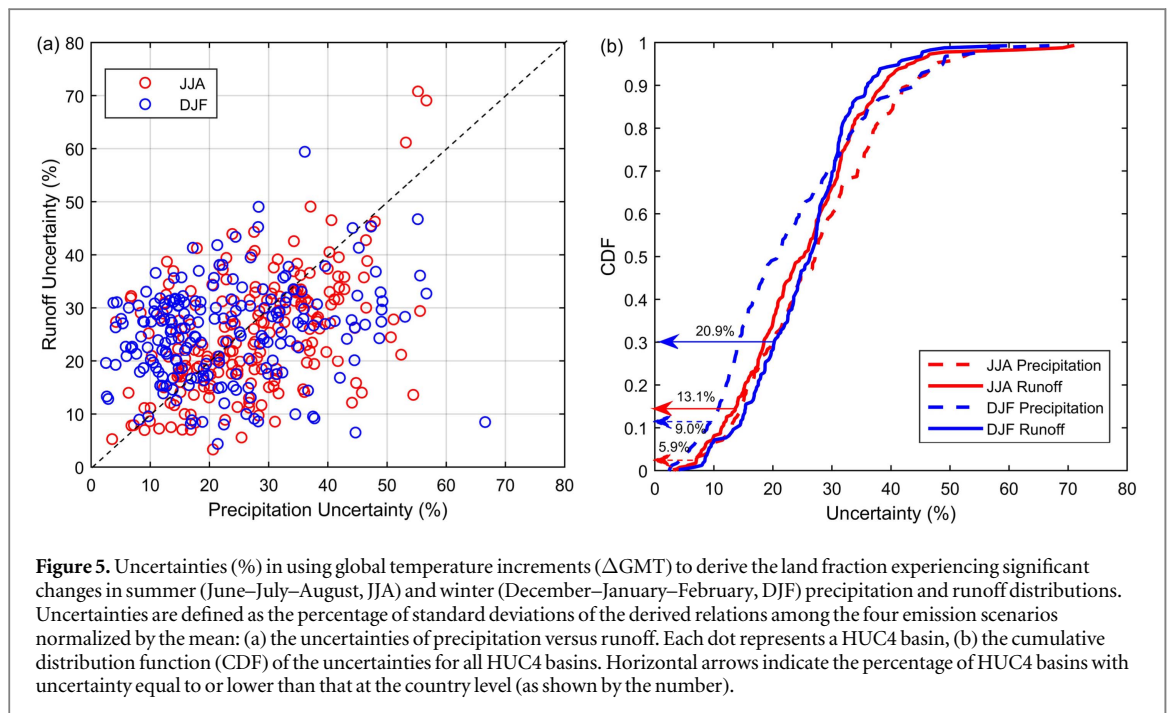 (a)
80
70
60
50
40
30
20
10
0
Runoff Uncertainty (%)
JJA
DJF
0 10 20 30 40 50 60 70 80
Precipitation Uncertainty (%)
(b)
1
0.9
0.8
0.7
0.6
0.5
0.4
0.3
0.2
0.1
0
CDF
20.9%
13.1%
9.0%
5.9%
JJA Precipitation
JJA Runoff
DJF Precipitation
DJF Runoff
0 10 20 30 40 50 60 70 80
Uncertainty (%)
Figure 5. Uncertainties (%) in using global temperature increments (ΔGMT) to derive the land fraction experiencing significant
changes in summer (June–July–August, JJA) and winter (December–January–February, DJF) precipitation and runoff distributions.
Uncertainties are defined as the percentage of standard deviations of the derived relations among the four emission scenarios
normalized by the mean: (a) the uncertainties of precipitation versus runoff. Each dot represents a HUC4 basin, (b) the cumulative
distribution function (CDF) of the uncertainties for all HUC4 basins. Horizontal arrows indicate the percentage of HUC4 basins with
uncertainty equal to or lower than that at the country level (as shown by the number).